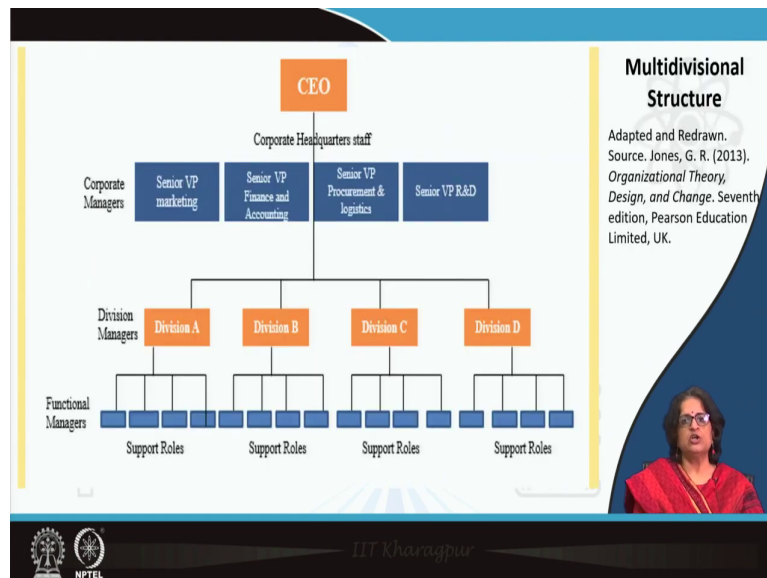 Multidivisional
Structure
Adapted and Redrawn.
Source. Jones, G. R. (2013).
Organizational Theory,
Design, and Change. Seventh
edition, Pearson Education
Limited, UK.
CEO
Corporate Headquarters staff
Corporate
Managers
Senior VP
marketing
Senior VP
Finance and
Accounting
Senior VP
Procurement &
logistics
Senior VP R&D
Division
Managers
Division A
Division B
Division C
Division D
Functional
Managers
Support Roles
Support Roles
Support Roles
Support Roles
IIT Kharagpur
NPTEL